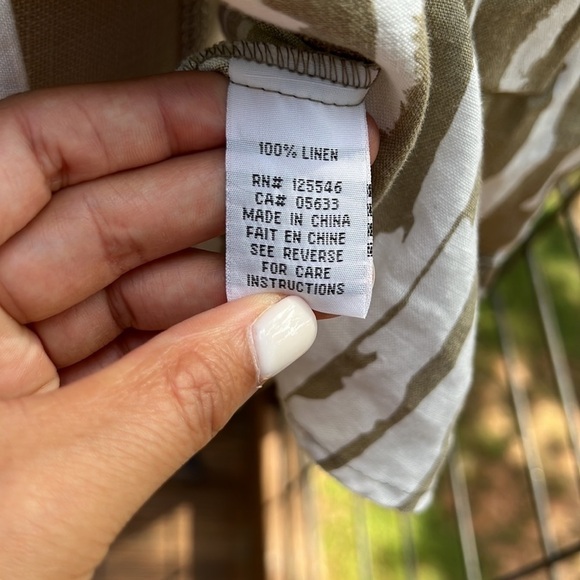 100% LINEN
RN# 125546
CA# 05633
MADE IN CHINA
FAIT EN CHINE
SEE REVERSE
FOR CARE
INSTRUCTIONS